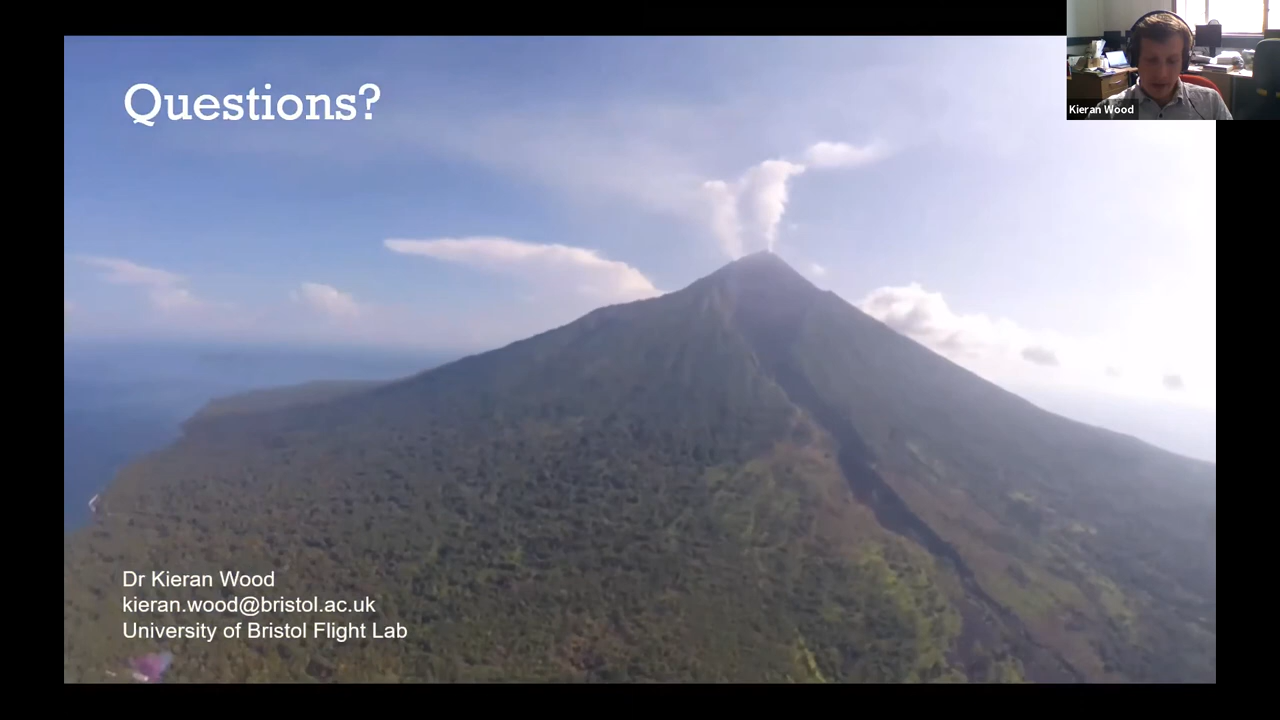 Questions?
Kieran Wood
Dr Kieran Wood
kieran.wood@bristol.ac.uk
University of Bristol Flight Lab